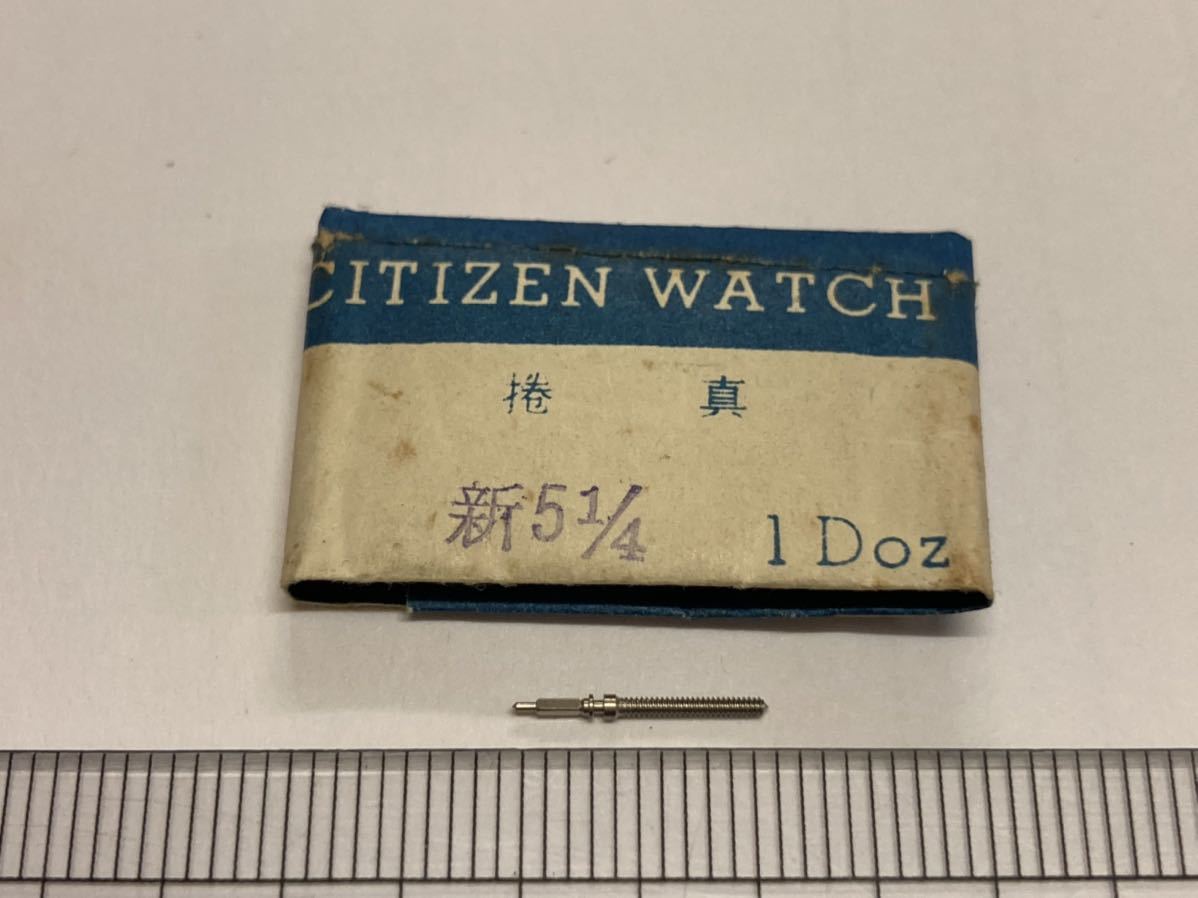 CITIZEN WATCH
捲 真
新5 1/4 1 Doz